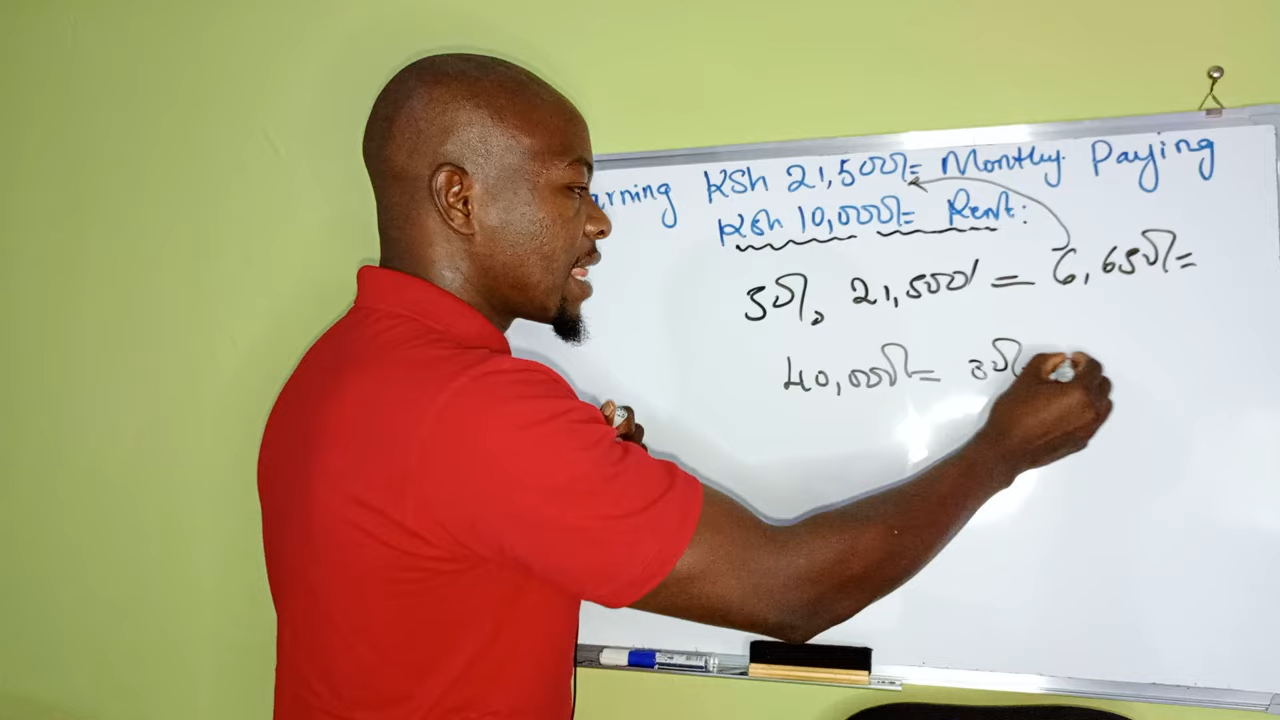 arning KSh 21,500/= Monthly Paying
KSh 10,000/= Rent:
30%, 21,500/ = 6,650/=
40,000/= 30%